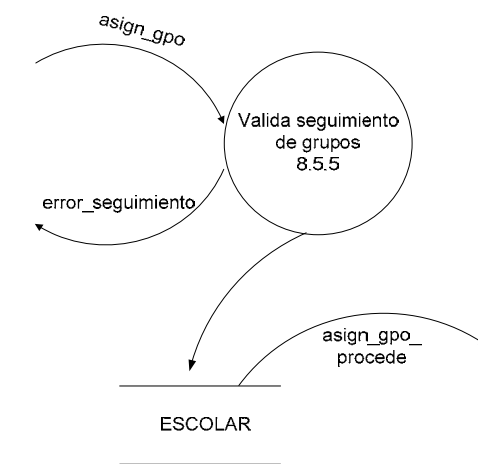 asign_gpo
Valida seguimiento
de grupos
8.5.5
error_seguimiento
asign_gpo_
procede
ESCOLAR